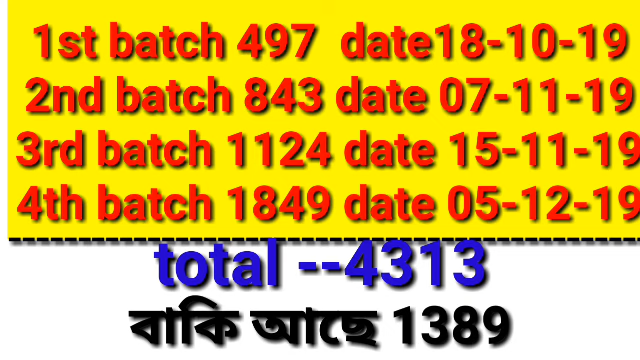 1st batch 497 date18-10-19
2nd batch 843 date 07-11-19
3rd batch 1124 date 15-11-19
4th batch 1849 date 05-12-19
total --4313
বাকি আছে 1389